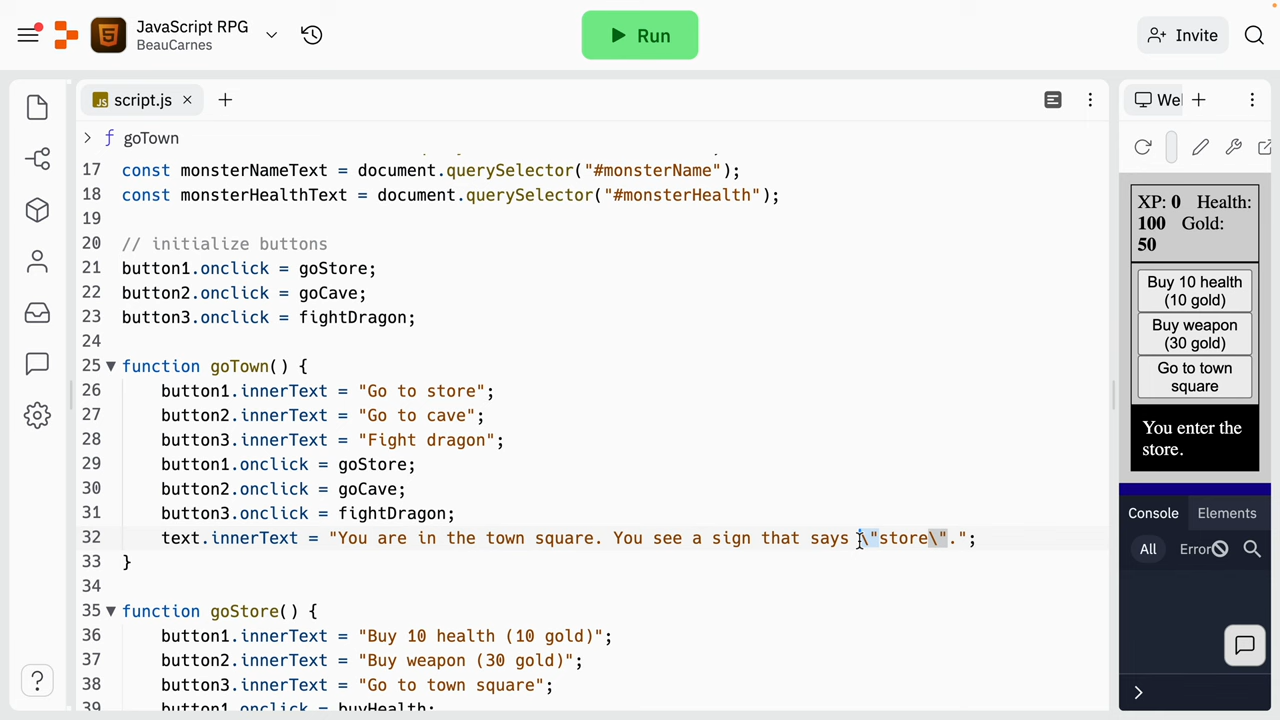 JavaScript RPG
BeauCarnes
Run
Invite
JS script.js
We
f goTown
17 const monsterNameText = document.querySelector("#monsterName");
18 const monsterHealthText = document.querySelector("#monsterHealth");
19
20 // initialize buttons
21 button1.onclick = goStore;
22 button2.onclick = goCave;
23 button3.onclick = fightDragon;
24
25 function goTown() {
26 button1.innerText = "Go to store";
27 button2.innerText = "Go to cave";
28 button3.innerText = "Fight dragon";
29 button1.onclick = goStore;
30 button2.onclick = goCave;
31 button3.onclick = fightDragon;
32 text.innerText = "You are in the town square. You see a sign that says \"store\".";
33 }
34
35 function goStore() {
36 button1.innerText = "Buy 10 health (10 gold)";
37 button2.innerText = "Buy weapon (30 gold)";
38 button3.innerText = "Go to town square";
39 button1.onclick = buyHealth;
XP: 0 Health:
100 Gold:
50
Buy 10 health
(10 gold)
Buy weapon
(30 gold)
Go to town
square
You enter the
store.
Console Elements
All Error
?